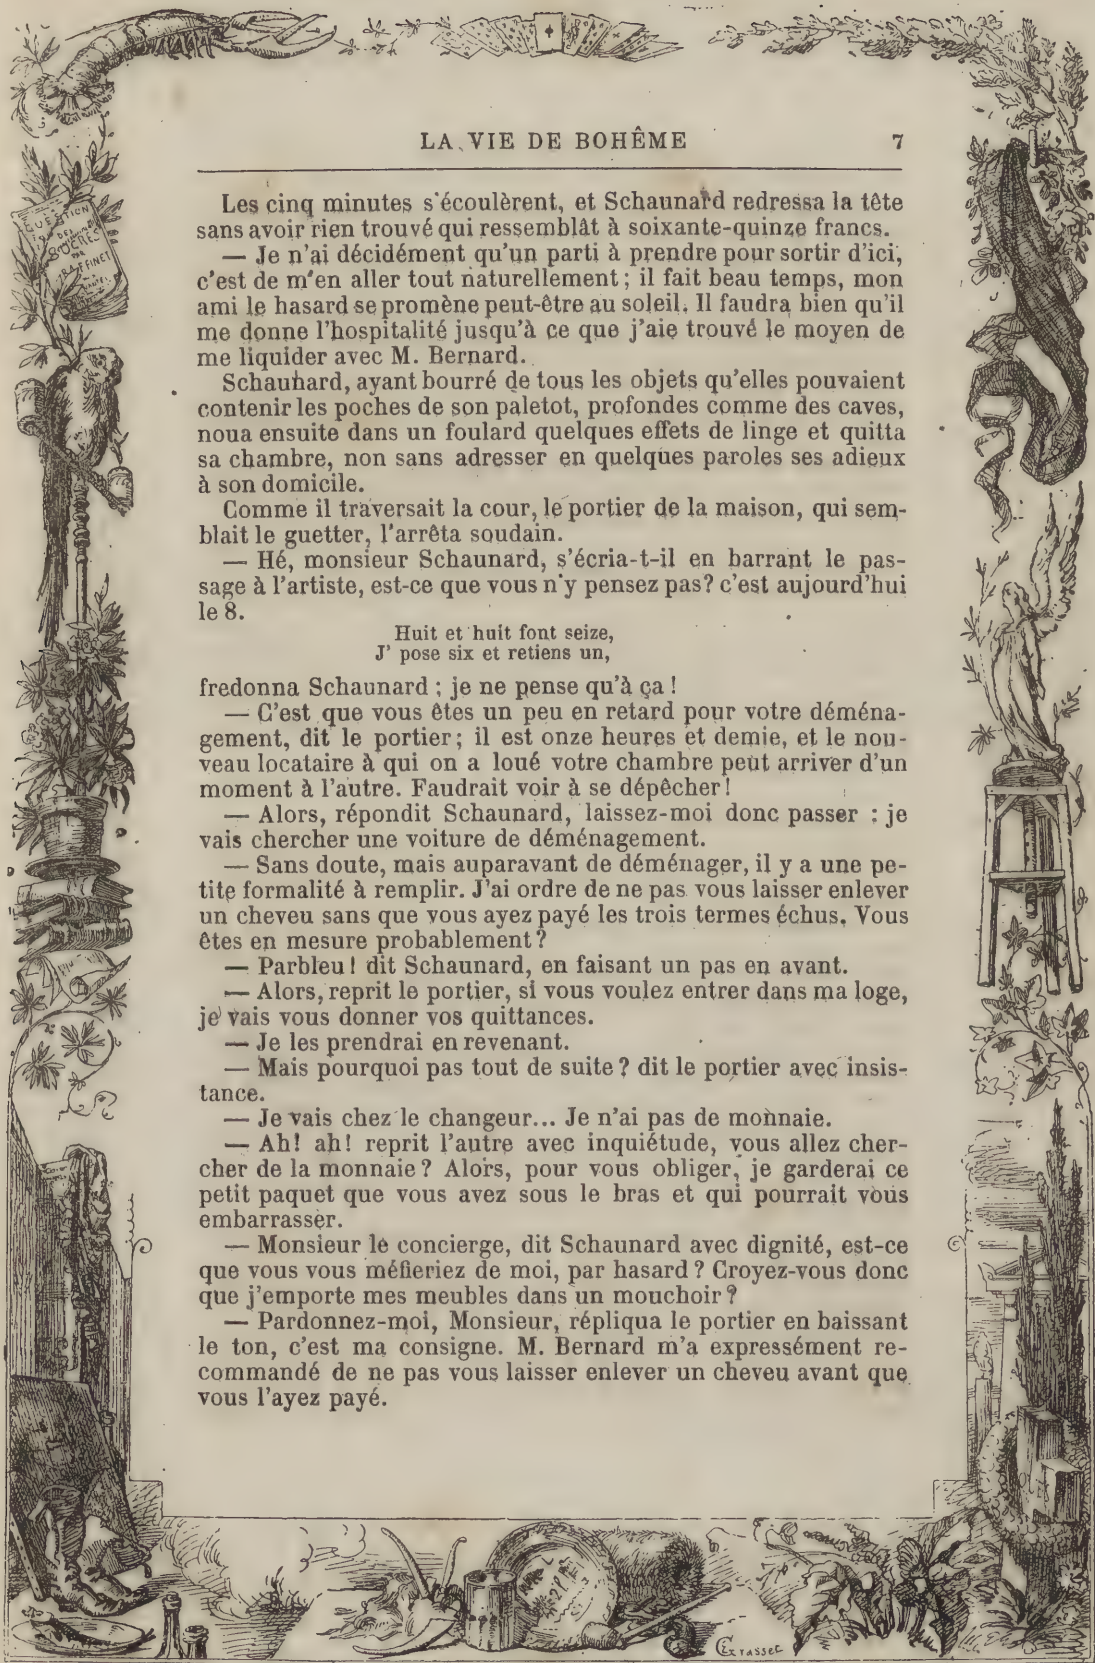 LA VIE DE BOHÊME 7
Les cinq minutes s'écoulèrent, et Schaunard redressa la tête
sans avoir rien trouvé qui ressemblât à soixante-quinze francs.
— Je n'ai décidément qu'un parti à prendre pour sortir d'ici,
c'est de m'en aller tout naturellement ; il fait beau temps, mon
ami le hasard se promène peut-être au soleil. Il faudra bien qu'il
me donne l'hospitalité jusqu'à ce que j'aie trouvé le moyen de
me liquider avec M. Bernard.
Schaunard, ayant bourré de tous les objets qu'elles pouvaient
contenir les poches de son paletot, profondes comme des caves,
noua ensuite dans un foulard quelques effets de linge et quitta
sa chambre, non sans adresser en quelques paroles ses adieux
à son domicile.
Comme il traversait la cour, le portier de la maison, qui sem-
blait le guetter, l'arrêta soudain.
— Hé, monsieur Schaunard, s'écria-t-il en barrant le pas-
sage à l'artiste, est-ce que vous n'y pensez pas? c'est aujourd'hui
le 8.
Huit et huit font seize,
J' pose six et retiens un,
fredonna Schaunard ; je ne pense qu'à ça !
— C'est que vous êtes un peu en retard pour votre déména-
gement, dit le portier ; il est onze heures et demie, et le nou-
veau locataire à qui on a loué votre chambre peut arriver d'un
moment à l'autre. Faudrait voir à se dépêcher !
— Alors, répondit Schaunard, laissez-moi donc passer : je
vais chercher une voiture de déménagement.
— Sans doute, mais auparavant de déménager, il y a une pe-
tite formalité à remplir. J'ai ordre de ne pas vous laisser enlever
un cheveu sans que vous ayez payé les trois termes échus. Vous
êtes en mesure probablement ?
— Parbleu ! dit Schaunard, en faisant un pas en avant.
— Alors, reprit le portier, si vous voulez entrer dans ma loge,
je vais vous donner vos quittances.
— Je les prendrai en revenant.
— Mais pourquoi pas tout de suite ? dit le portier avec insis-
tance.
— Je vais chez le changeur... Je n'ai pas de monnaie.
— Ah! ah! reprit l'autre avec inquiétude, vous allez cher-
cher de la monnaie ? Alors, pour vous obliger, je garderai ce
petit paquet que vous avez sous le bras et qui pourrait vous
embarrasser.
— Monsieur le concierge, dit Schaunard avec dignité, est-ce
que vous vous méfieriez de moi, par hasard ? Croyez-vous donc
que j'emporte mes meubles dans un mouchoir ?
— Pardonnez-moi, Monsieur, répliqua le portier en baissant
le ton, c'est ma consigne. M. Bernard m'a expressément re-
commandé de ne pas vous laisser enlever un cheveu avant que
vous l'ayez payé.
QUESTION
DES
SUCRES
RAFFINET
Grasset